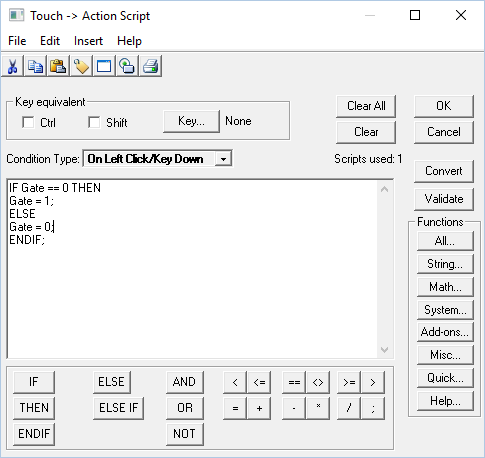 Touch -> Action Script
File Edit Insert Help
Key equivalent
Ctrl Shift Key... None
Clear All OK
Clear Cancel
Condition Type: On Left Click/Key Down Scripts used: 1
Convert
Validate
IF Gate == 0 THEN
Gate = 1;
ELSE
Gate = 0;
ENDIF;
Functions
All...
String...
Math...
System...
Add-ons...
Misc...
Quick...
Help...
IF ELSE AND < <= == <> >= >
THEN ELSE IF OR = + - * / ;
ENDIF NOT